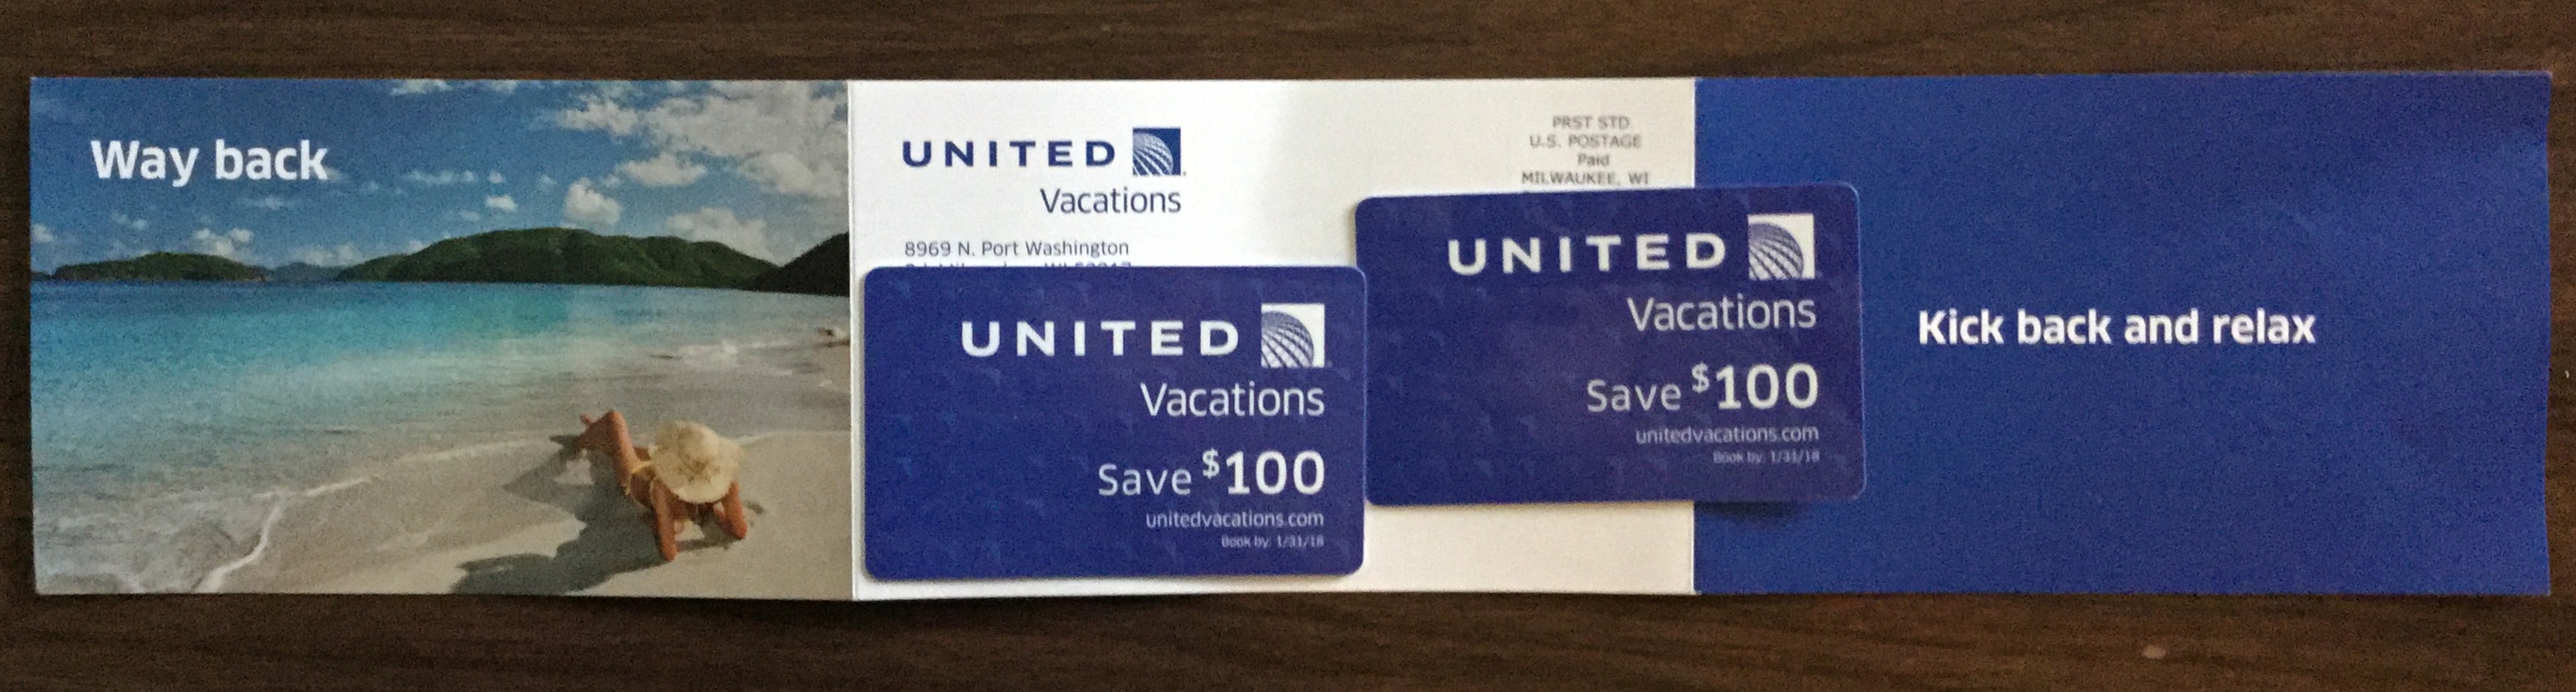 Way back
UNITED
Vacations
8969 N. Port Washington
PRST STD
U.S. POSTAGE
Paid
MILWAUKEE, WI
UNITED
Vacations
Save $100
unitedvacations.com
Book by: 1/31/18
UNITED
Vacations
Save $100
unitedvacations.com
Book by: 1/31/18
Kick back and relax